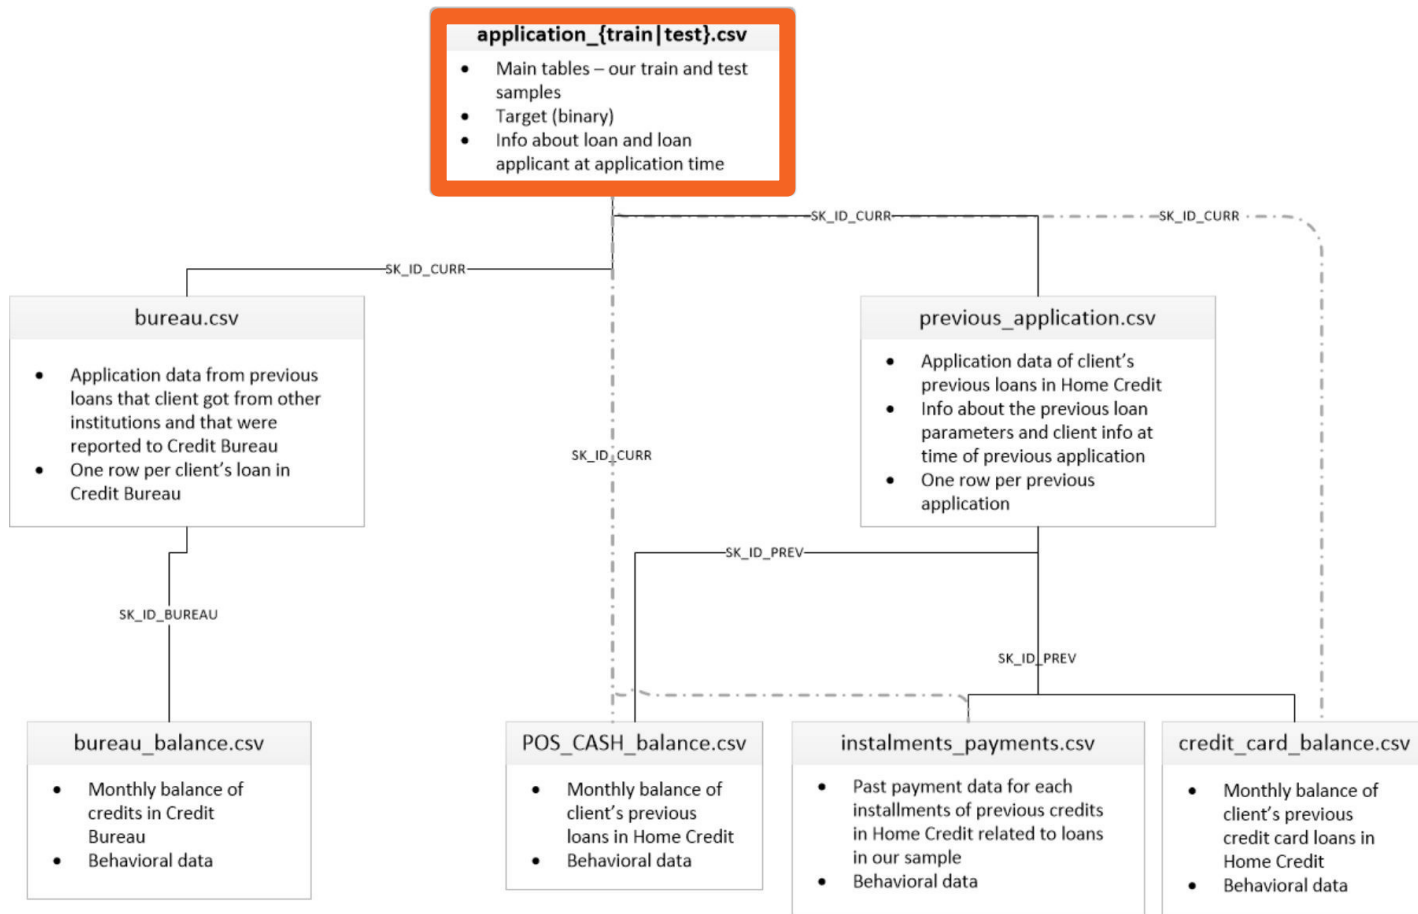 application_{train|test}.csv
• Main tables – our train and test
samples
• Target (binary)
• Info about loan and loan
applicant at application time
SK_ID_CURR
SK_ID_CURR
SK_ID_CURR
bureau.csv
• Application data from previous
loans that client got from other
institutions and that were
reported to Credit Bureau
• One row per client's loan in
Credit Bureau
previous_application.csv
• Application data of client's
previous loans in Home Credit
• Info about the previous loan
parameters and client info at
time of previous application
• One row per previous
application
SK_ID_CURR
SK_ID_PREV
SK_ID_BUREAU
SK_ID_PREV
bureau_balance.csv
• Monthly balance of
credits in Credit
Bureau
• Behavioral data
POS_CASH_balance.csv
• Monthly balance of
client's previous
loans in Home Credit
• Behavioral data
instalments_payments.csv
• Past payment data for each
installments of previous credits
in Home Credit related to loans
in our sample
• Behavioral data
credit_card_balance.csv
• Monthly balance of
client's previous
credit card loans in
Home Credit
• Behavioral data